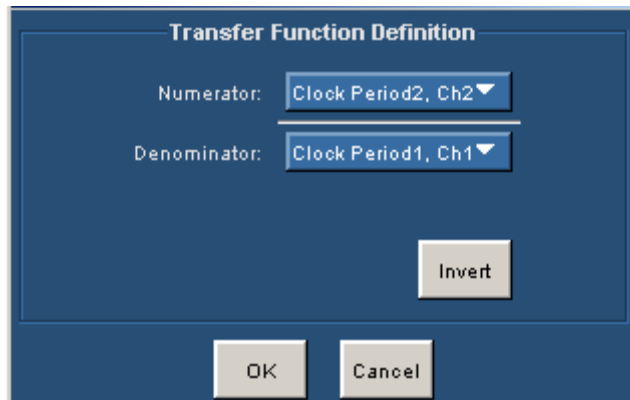 Transfer Function Definition
Numerator: Clock Period2, Ch2
Denominator: Clock Period1, Ch1
Invert
OK Cancel